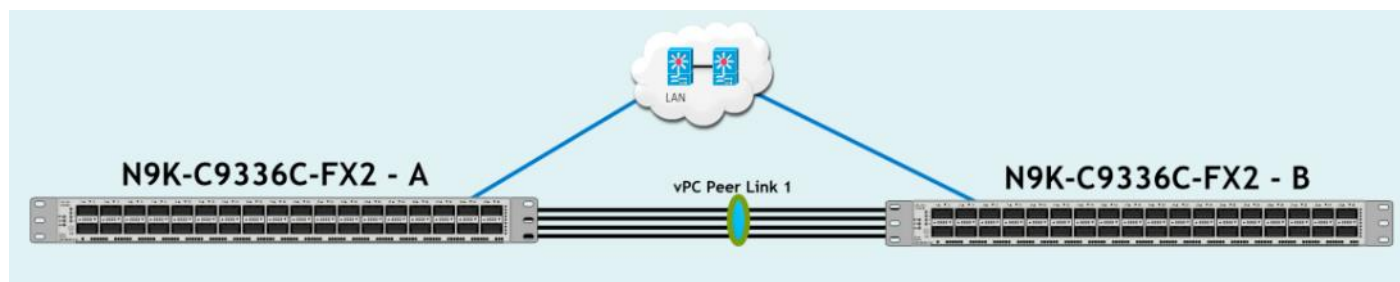 LAN
N9K-C9336C-FX2 - A
vPC Peer Link 1
N9K-C9336C-FX2 - B